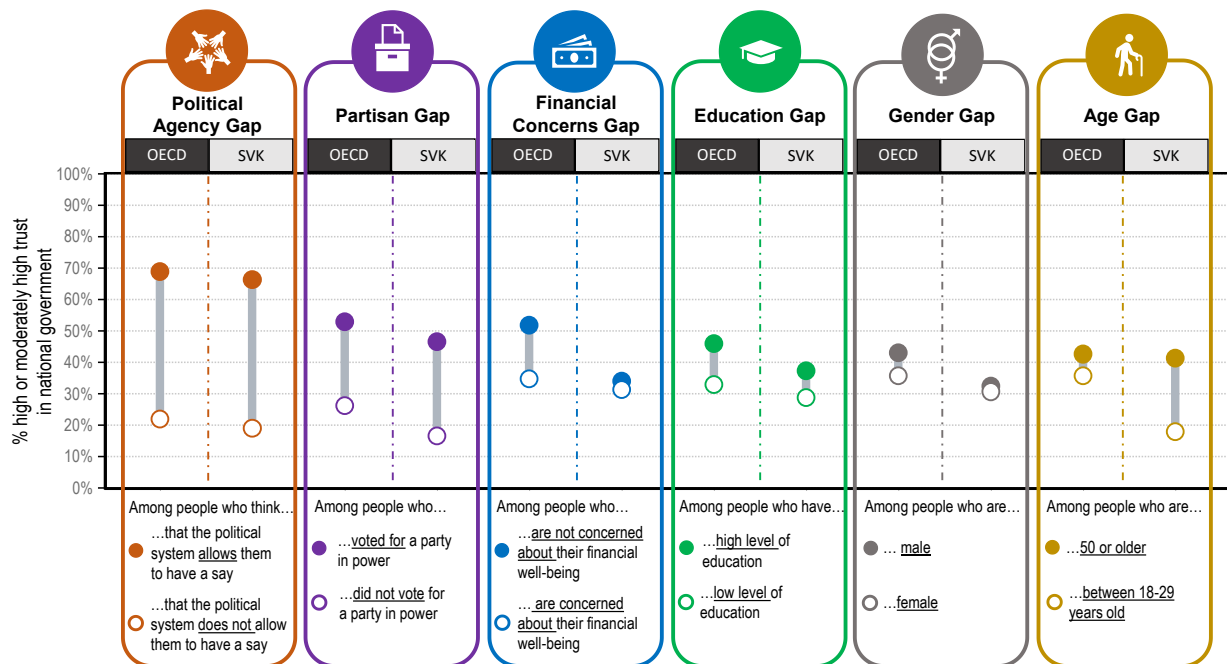 Political
Agency Gap
Partisan Gap
Financial
Concerns Gap
Education Gap
Gender Gap
Age Gap
OECD SVK
OECD SVK
OECD SVK
OECD SVK
OECD SVK
OECD SVK
% high or moderately high trust
in national government
100%
90%
80%
70%
60%
50%
40%
30%
20%
10%
0%
Among people who think…
…that the political
system allows them
to have a say
…that the political
system does not allow
them to have a say
Among people who…
…voted for a party
in power
…did not vote for
a party in power
Among people who…
…are not concerned
about their financial
well-being
… are concerned
about their financial
well-being
Among people who have…
…high level of
education
…low level of
education
Among people who are…
… male
…female
Among people who are…
…50 or older
…between 18-29
years old